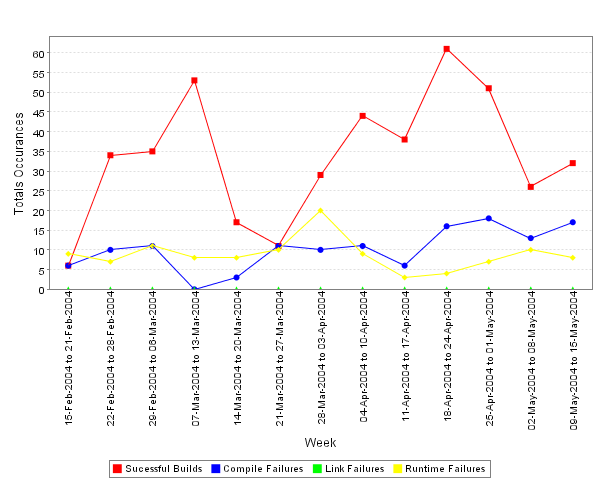 60
55
50
45
40
35
30
25
20
15
10
5
0
Totals Occurances
15-Feb-2004 to 21-Feb-2004
22-Feb-2004 to 28-Feb-2004
29-Feb-2004 to 06-Mar-2004
07-Mar-2004 to 13-Mar-2004
14-Mar-2004 to 20-Mar-2004
21-Mar-2004 to 27-Mar-2004
28-Mar-2004 to 03-Apr-2004
04-Apr-2004 to 10-Apr-2004
11-Apr-2004 to 17-Apr-2004
18-Apr-2004 to 24-Apr-2004
25-Apr-2004 to 01-May-2004
02-May-2004 to 08-May-2004
09-May-2004 to 15-May-2004
Week
Sucessful Builds Compile Failures Link Failures Runtime Failures